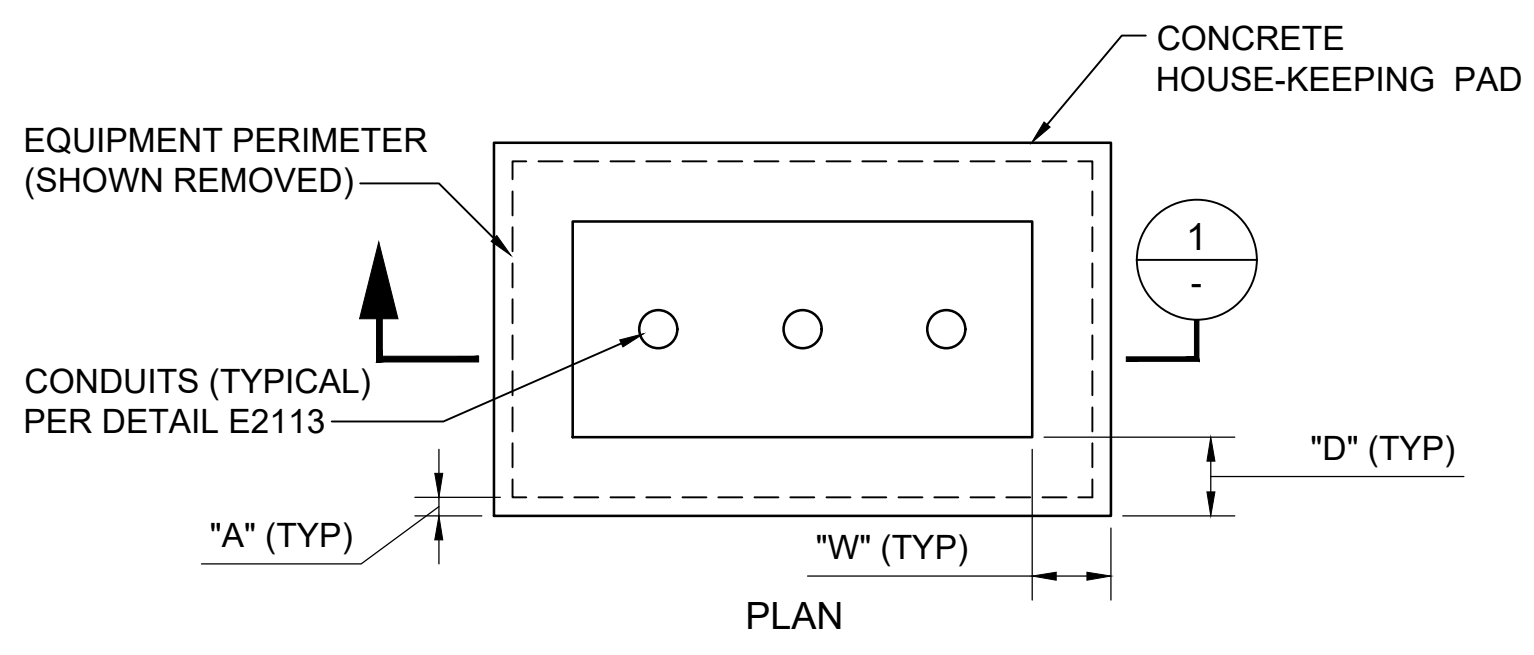 CONCRETE
HOUSE-KEEPING PAD
EQUIPMENT PERIMETER
(SHOWN REMOVED)
1
-
CONDUITS (TYPICAL)
PER DETAIL E2113
"D" (TYP)
"A" (TYP)
"W" (TYP)
PLAN